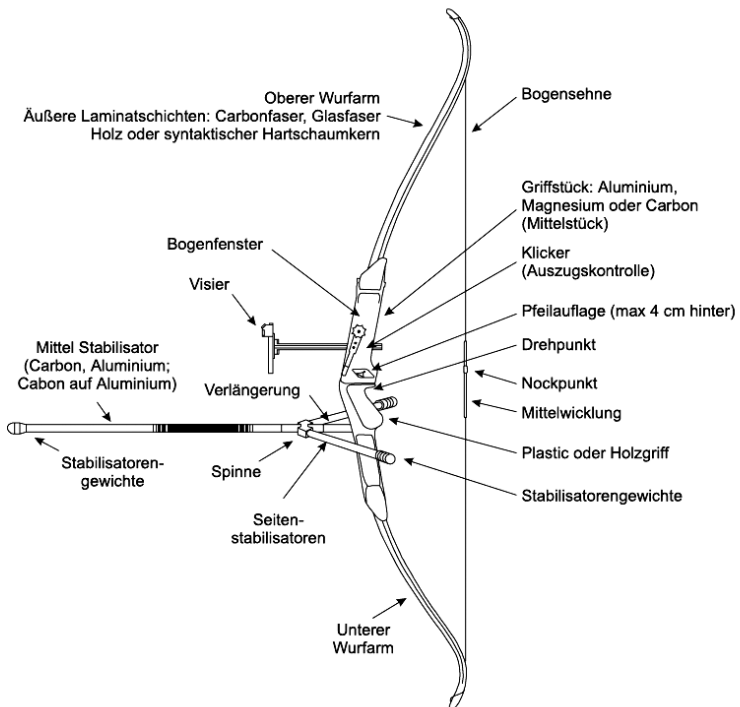 Oberer Wurfarm
Äußere Laminatschichten: Carbonfaser, Glasfaser
Holz oder syntaktischer Hartschaumkern
Bogensehne
Griffstück: Aluminium,
Magnesium oder Carbon
(Mittelstück)
Bogenfenster
Klicker
(Auszugskontrolle)
Visier
Pfeilauflage (max 4 cm hinter)
Drehpunkt
Mittel Stabilisator
(Carbon, Aluminium;
Cabon auf Aluminium)
Verlängerung
Nockpunkt
Mittelwicklung
Plastic oder Holzgriff
Stabilisatoren-
gewichte
Spinne
Stabilisatorengewichte
Seiten-
stabilisatoren
Unterer
Wurfarm